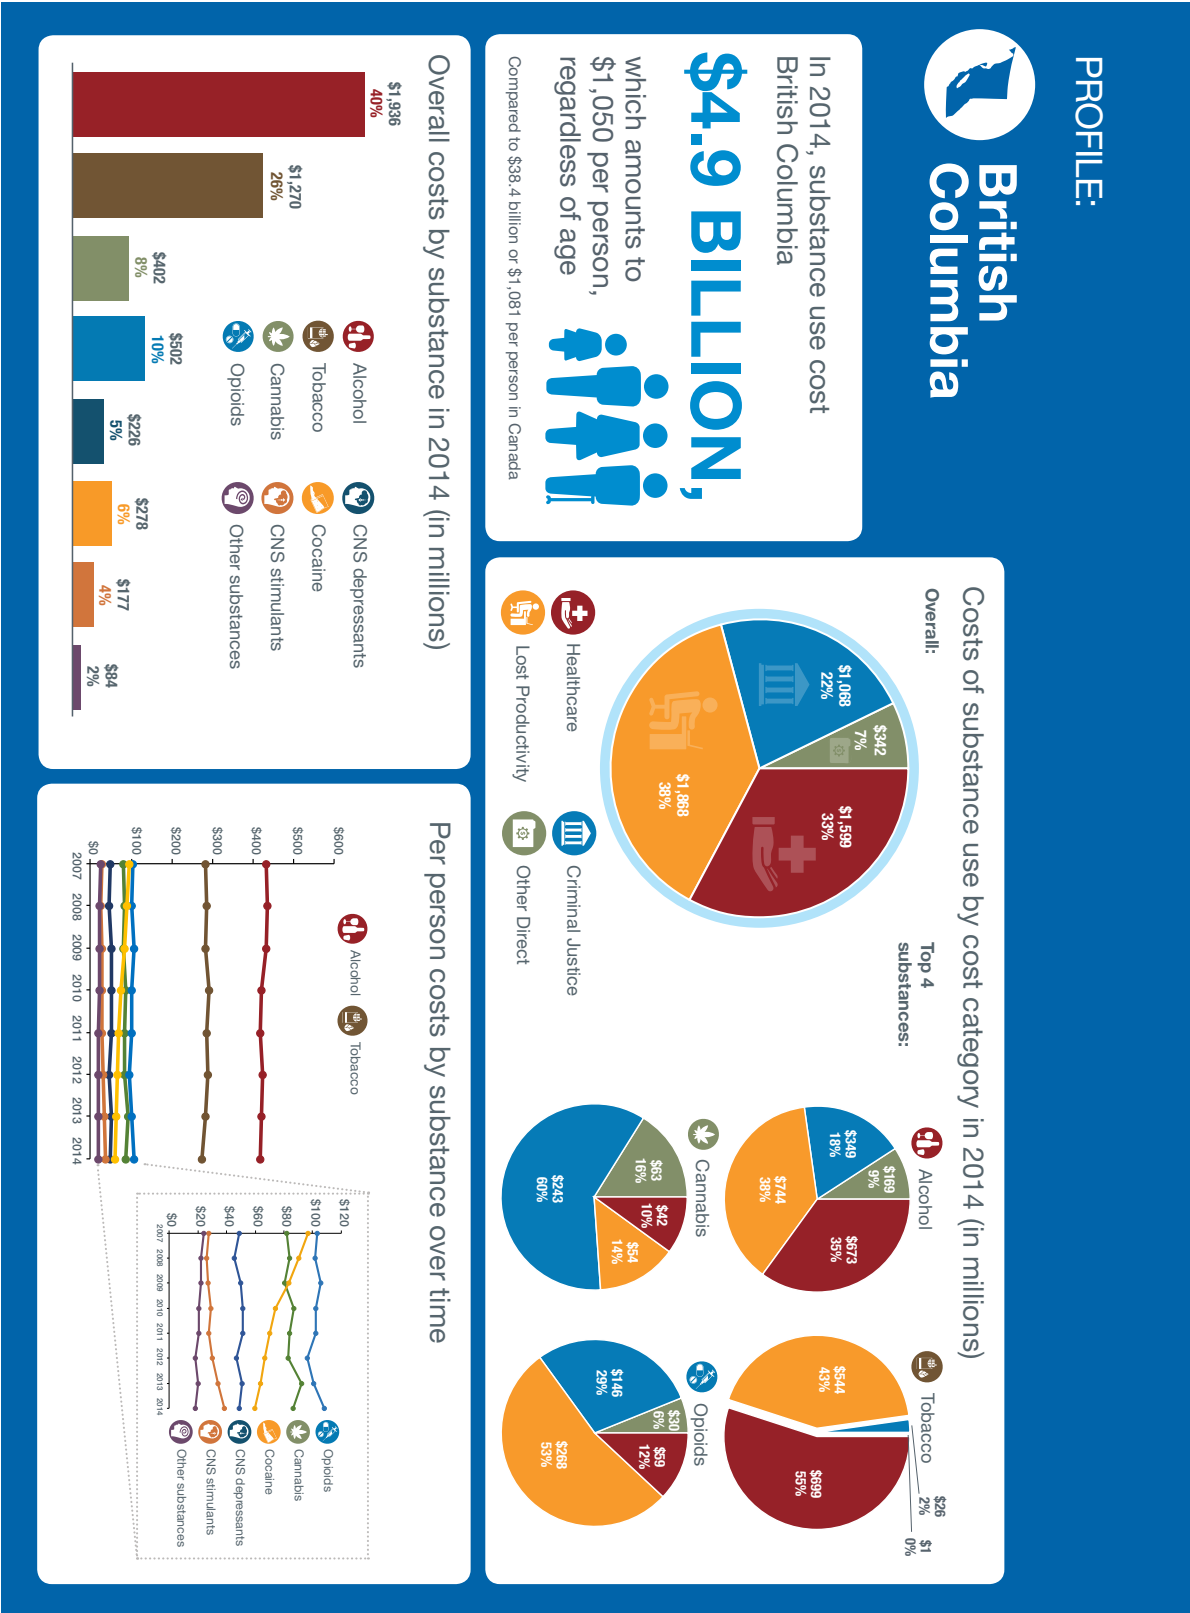 PROFILE:
British
Columbia
In 2014, substance use cost
British Columbia
$4.9 BILLION,
which amounts to
$1,050 per person,
regardless of age
Compared to $38.4 billion or $1,081 per person in Canada
Costs of substance use by cost category in 2014 (in millions)
Overall:
$342
7%
$1,068
22%
$1,599
33%
$1,868
38%
Healthcare
Criminal Justice
Lost Productivity
Other Direct
Top 4
substances:
Alcohol
$169
9%
$349
18%
$673
35%
$744
38%
Tobacco
$26
2%
$1
0%
$544
43%
$699
55%
Cannabis
$63
16%
$42
10%
$54
14%
$243
60%
Opioids
$30
6%
$146
29%
$59
12%
$268
53%
Overall costs by substance in 2014 (in millions)
$1,936
40%
$1,270
26%
$402
8%
$502
10%
$226
5%
$278
6%
$177
4%
$84
2%
Alcohol
CNS depressants
Tobacco
Cocaine
Cannabis
CNS stimulants
Opioids
Other substances
Per person costs by substance over time
Alcohol
Tobacco
$600
$500
$400
$300
$200
$100
$0
2007 2008 2009 2010 2011 2012 2013 2014
$120
$100
$80
$60
$40
$20
$0
2007 2008 2009 2010 2011 2012 2013 2014
Opioids
Cannabis
Cocaine
CNS depressants
CNS stimulants
Other substances